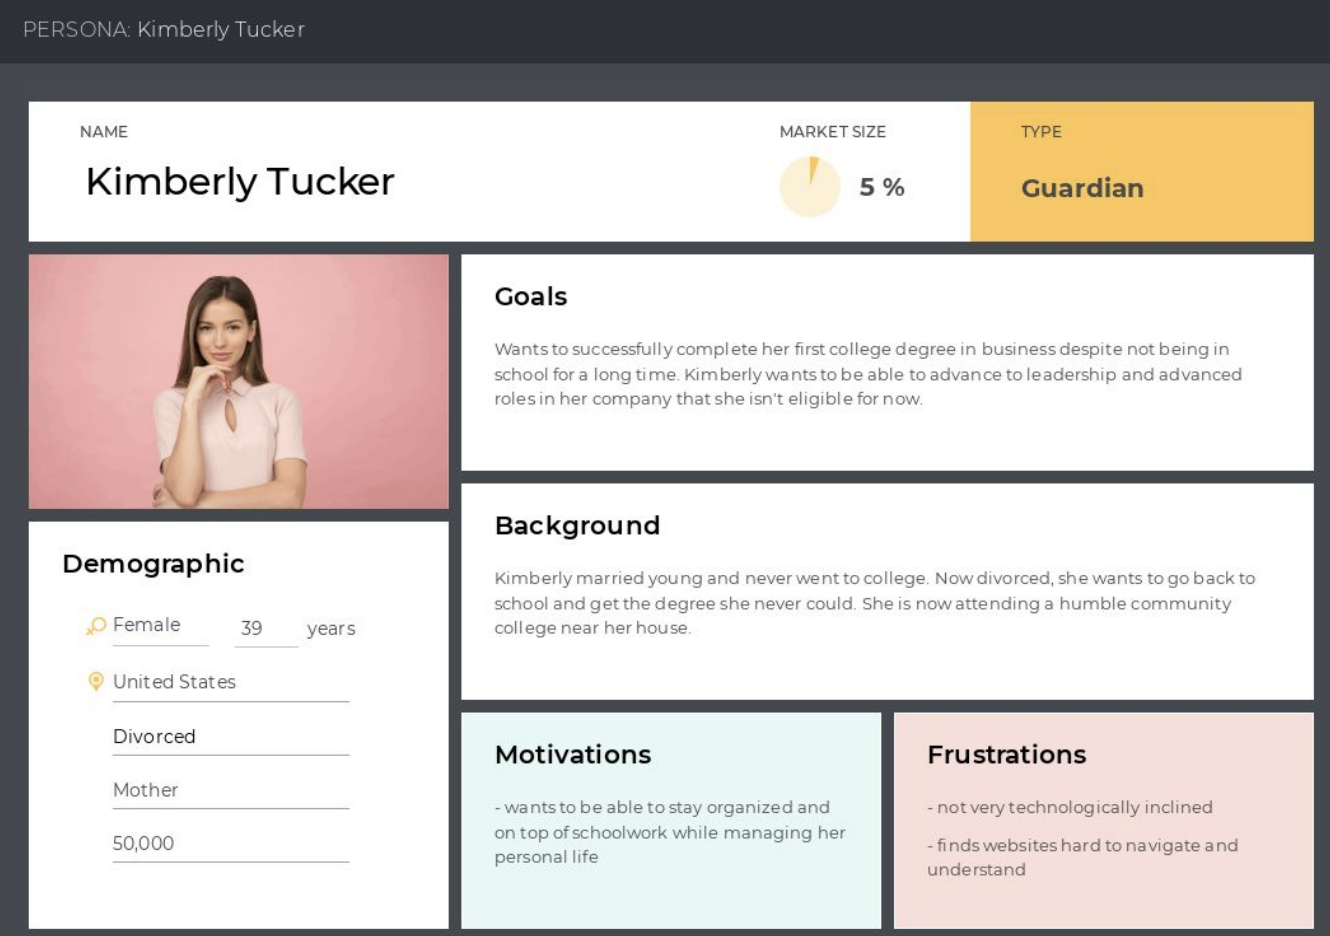 PERSONA: Kimberly Tucker
NAME
Kimberly Tucker
MARKET SIZE
5 %
TYPE
Guardian
Goals
Wants to successfully complete her first college degree in business despite not being in
school for a long time. Kimberly wants to be able to advance to leadership and advanced
roles in her company that she isn't eligible for now.
Background
Kimberly married young and never went to college. Now divorced, she wants to go back to
school and get the degree she never could. She is now attending a humble community
college near her house.
Demographic
Female 39 years
United States
Divorced
Mother
50,000
Motivations
- wants to be able to stay organized and
on top of schoolwork while managing her
personal life
Frustrations
- not very technologically inclined
- finds websites hard to navigate and
understand